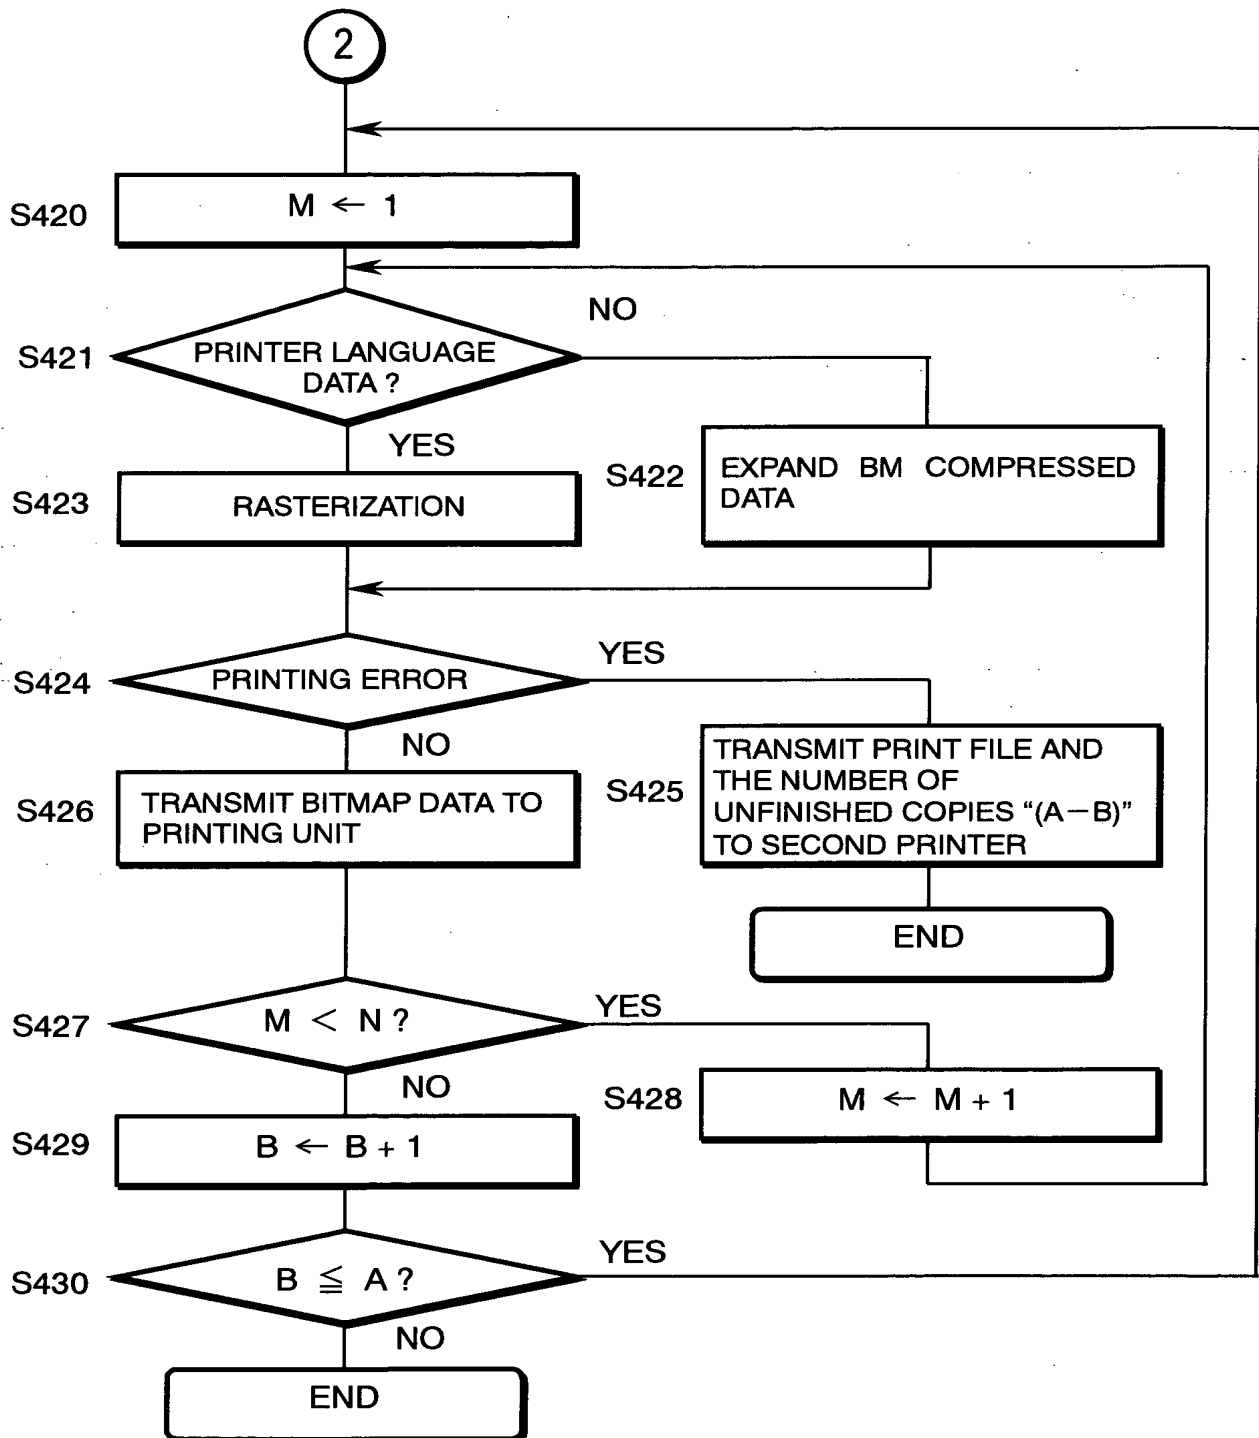 2
S420
M ← 1
S421
PRINTER LANGUAGE
DATA ?
NO
YES
S423
RASTERIZATION
S422
EXPAND BM COMPRESSED
DATA
S424
PRINTING ERROR
YES
NO
S426
TRANSMIT BITMAP DATA TO
PRINTING UNIT
S425
TRANSMIT PRINT FILE AND
THE NUMBER OF
UNFINISHED COPIES “(A−B)”
TO SECOND PRINTER
END
S427
M < N ?
YES
NO
S428
M ← M + 1
S429
B ← B + 1
S430
B ≦ A ?
YES
NO
END